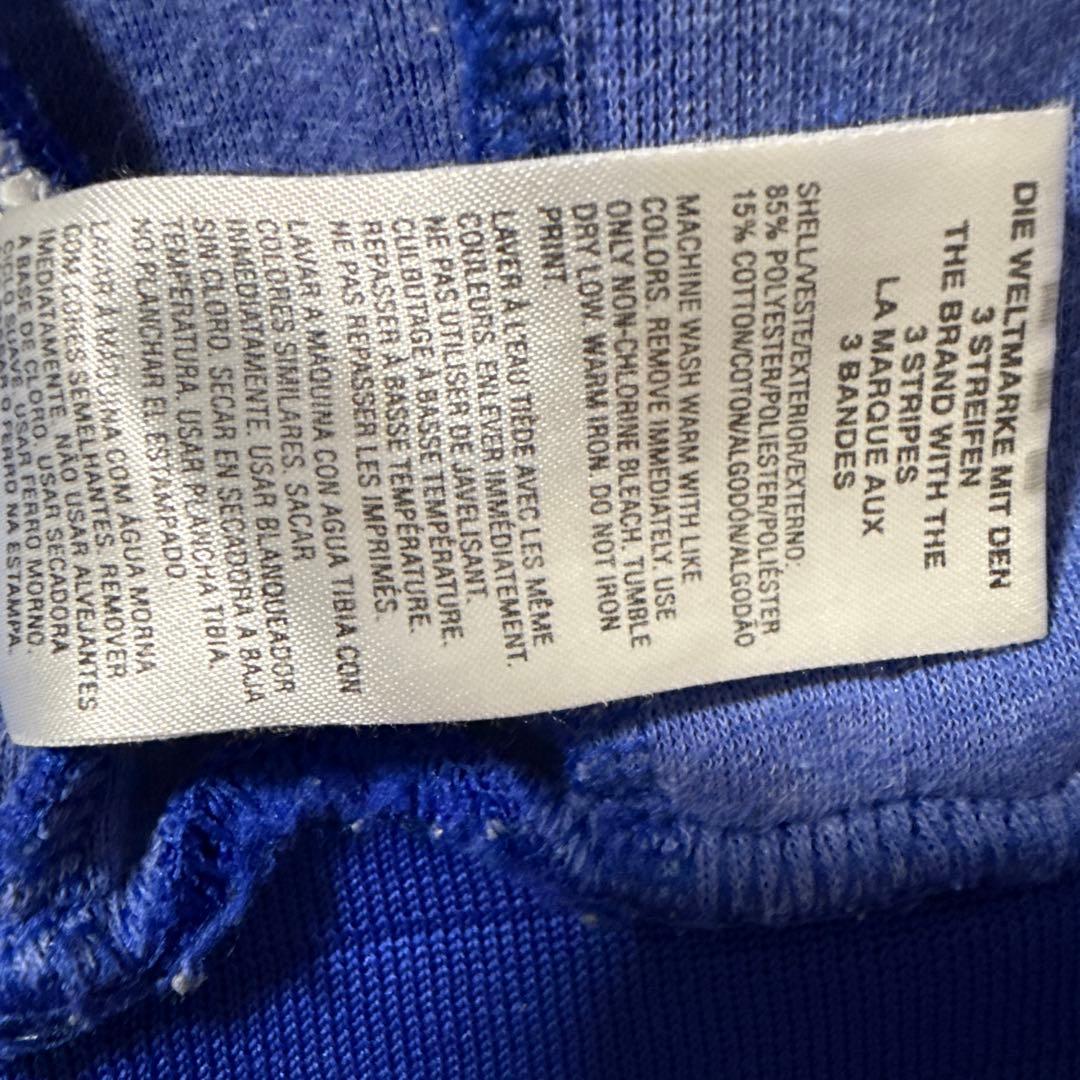 DIE WELTMARKE MIT DEN
3 STREIFEN
THE BRAND WITH THE
3 STRIPES
LA MARQUE AUX
3 BANDES
SHELL/VESTE/EXTERIOR/EXTERNO:
85% POLYESTER/POLIESTER/POLIÉSTER
15% COTTON/COTON/ALGODÓN/ALGODÃO
MACHINE WASH WARM WITH LIKE
COLORS. REMOVE IMMEDIATELY. USE
ONLY NON-CHLORINE BLEACH. TUMBLE
DRY LOW. WARM IRON. DO NOT IRON
PRINT
LAVER À L'EAU TIÈDE AVEC LES MÊME
COULEURS. ENLEVER IMMÉDIATEMENT.
NE PAS UTILISER DE JAVELISANT.
CULBUTAGE À BASSE TEMPÉRATURE.
REPASSER À BASSE TEMPÉRATURE.
NE PAS REPASSER LES IMPRIMÉS.
LAVAR A MÁQUINA CON AGUA TIBIA CON
COLORES SIMILARES. SACAR
IMMEDIATAMENTE USAR BLANQUEADOR
SIN CLORO. SECAR EN SECADORA A BAJA
TEMPERATURA. USAR PLANCHA TIBIA.
NO PLANCHAR EL ESTAMPADO
LAVAR À MÁQUINA COM ÁGUA MORNA
COM CORES SEMELHANTES. REMOVER
IMEDIATAMENTE. NÃO USAR ALVEJANTES
A BASE DE CLORO. USAR SECADORA
CICLO SUAVE. USAR FERRO MORNO.
O FERRO NA ESTAMPA.